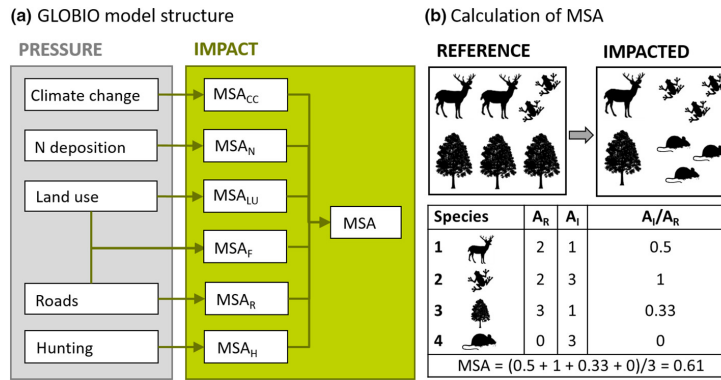 (a) GLOBIO model structure
PRESSURE
IMPACT
Climate change
MSA_CC
N deposition
MSA_N
Land use
MSA_LU
MSA
MSA_F
Roads
MSA_R
Hunting
MSA_H
(b) Calculation of MSA
REFERENCE
IMPACTED
Species A_R A_I A_I/A_R
1 2 1 0.5
2 2 3 1
3 3 1 0.33
4 0 3 0
MSA = (0.5 + 1 + 0.33 + 0)/3 = 0.61